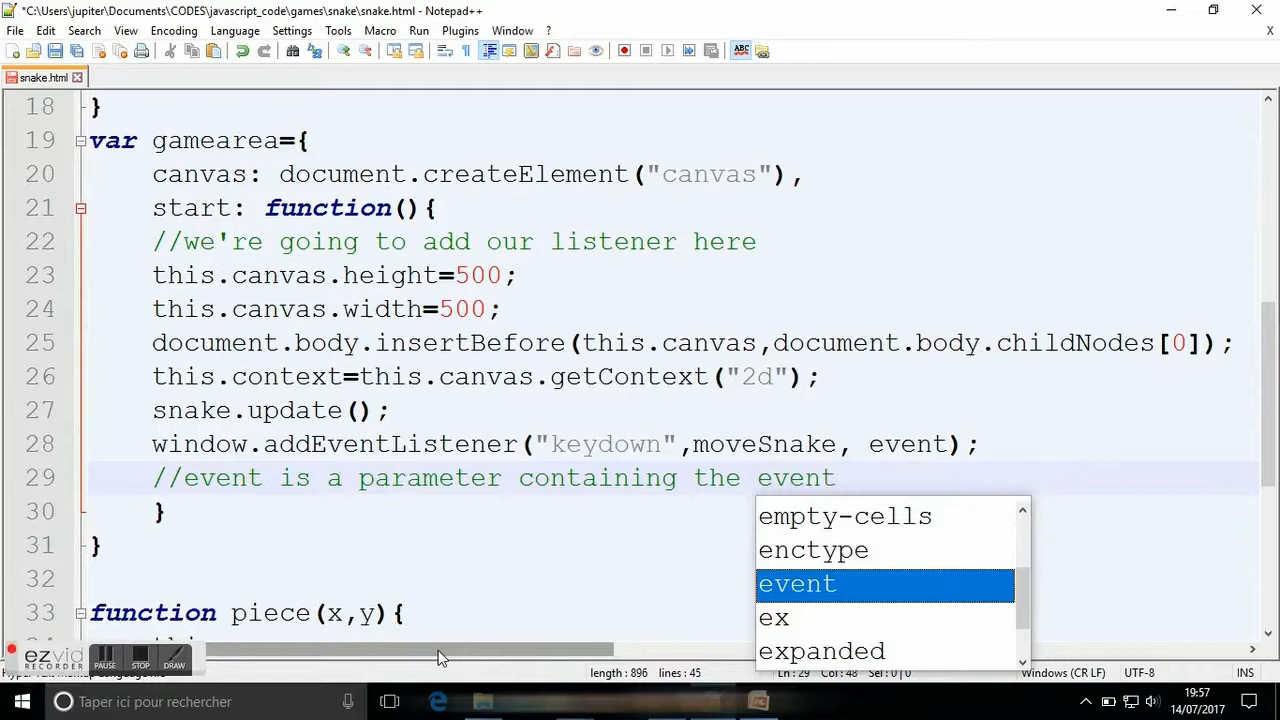 *C:\Users\jupiter\Documents\CODES\javascript_code\games\snake\snake.html - Notepad++
File Edit Search View Encoding Language Settings Tools Macro Run Plugins Window ? X
ABC
snake.html
18 }
19 var gamearea={
20 canvas: document.createElement("canvas"),
21 start: function(){
22 //we're going to add our listener here
23 this.canvas.height=500;
24 this.canvas.width=500;
25 document.body.insertBefore(this.canvas,document.body.childNodes[0]);
26 this.context=this.canvas.getContext("2d");
27 snake.update();
28 window.addEventListener("keydown",moveSnake, event);
29 //event is a parameter containing the event
30 }
31 }
32
33 function piece(x,y){
empty-cells
enctype
event
ex
expanded
ezvid
RECORDER
PAUSE STOP DRAW
length : 896 lines : 45 Ln : 29 Col : 48 Sel : 0 | 0 Windows (CR LF) UTF-8 INS
Taper ici pour rechercher
19:57
14/07/2017